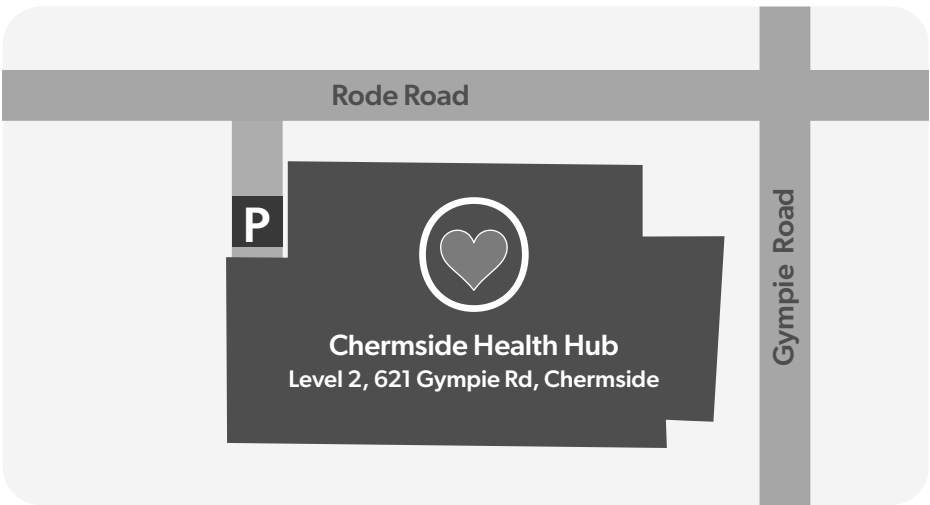 Rode Road
P
Gympie Road
Chermside Health Hub
Level 2, 621 Gympie Rd, Chermside